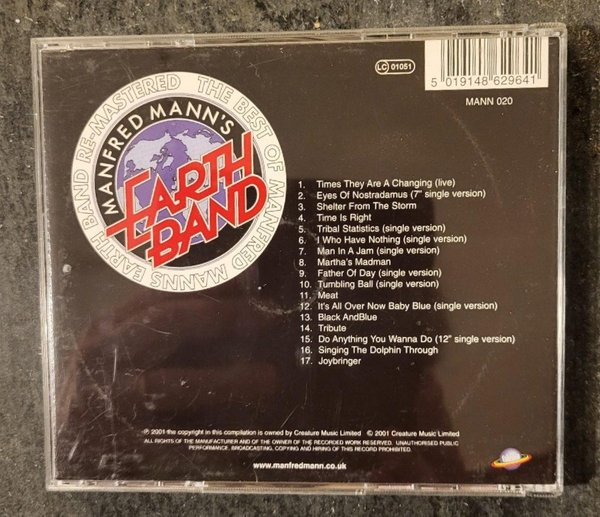 THE BEST OF MANFRED MANNS EARTH BAND RE-MASTERED
MANFRED MANN'S
EARTH
BAND
LC 01051
5 019148 629641
MANN 020
1. Times They Are A Changing (live)
2. Eyes Of Nostradamus (7" single version)
3. Shelter From The Storm
4. Time Is Right
5. Tribal Statistics (single version)
6. I Who Have Nothing (single version)
7. Man In A Jam (single version)
8. Martha's Madman
9. Father Of Day (single version)
10. Tumbling Ball (single version)
11. Meat
12. It's All Over Now Baby Blue (single version)
13. Black AndBlue
14. Tribute
15. Do Anything You Wanna Do (12" single version)
16. Singing The Dolphin Through
17. Joybringer
℗ 2001 the copyright in this compilation is owned by Creature Music Limited © 2001 Creature Music Limited
ALL RIGHTS OF THE MANUFACTURER AND OF THE OWNER OF THE RECORDED WORK RESERVED. UNAUTHORISED PUBLIC
PERFORMANCE, BROADCASTING, COPYING AND HIRING OF THIS RECORD PROHIBITED.
www.manfredmann.co.uk